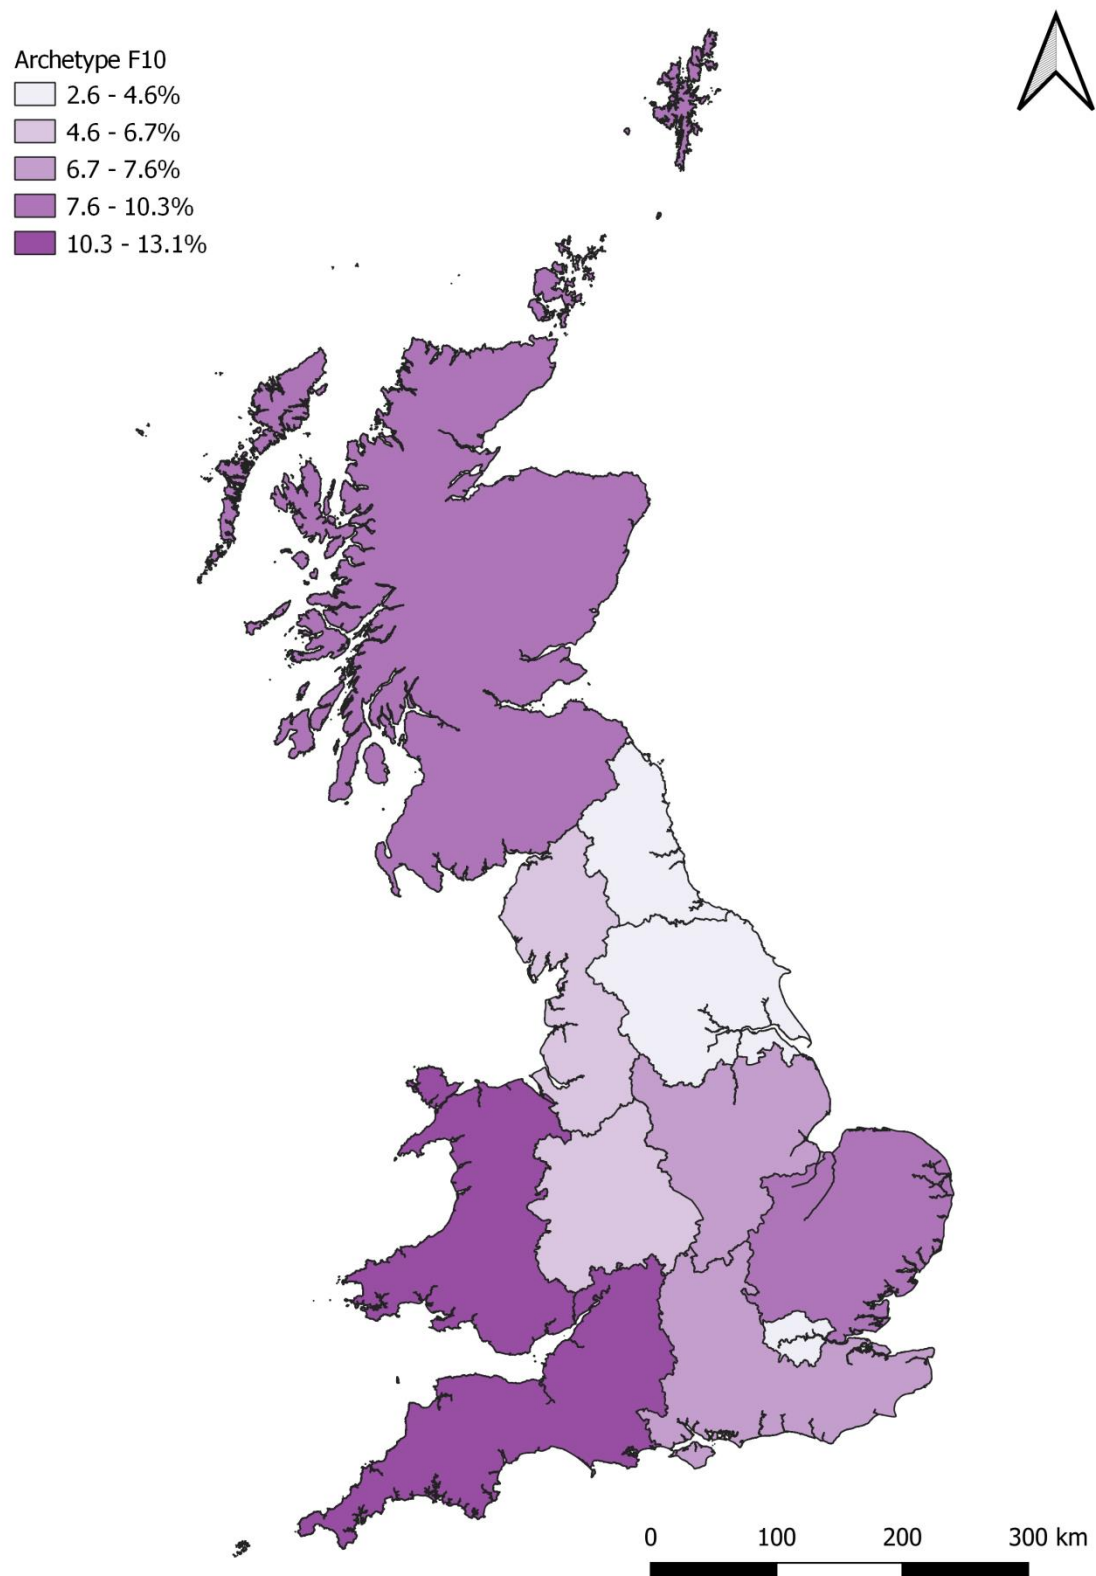 Archetype F10
2.6 - 4.6%
4.6 - 6.7%
6.7 - 7.6%
7.6 - 10.3%
10.3 - 13.1%
0 100 200 300 km